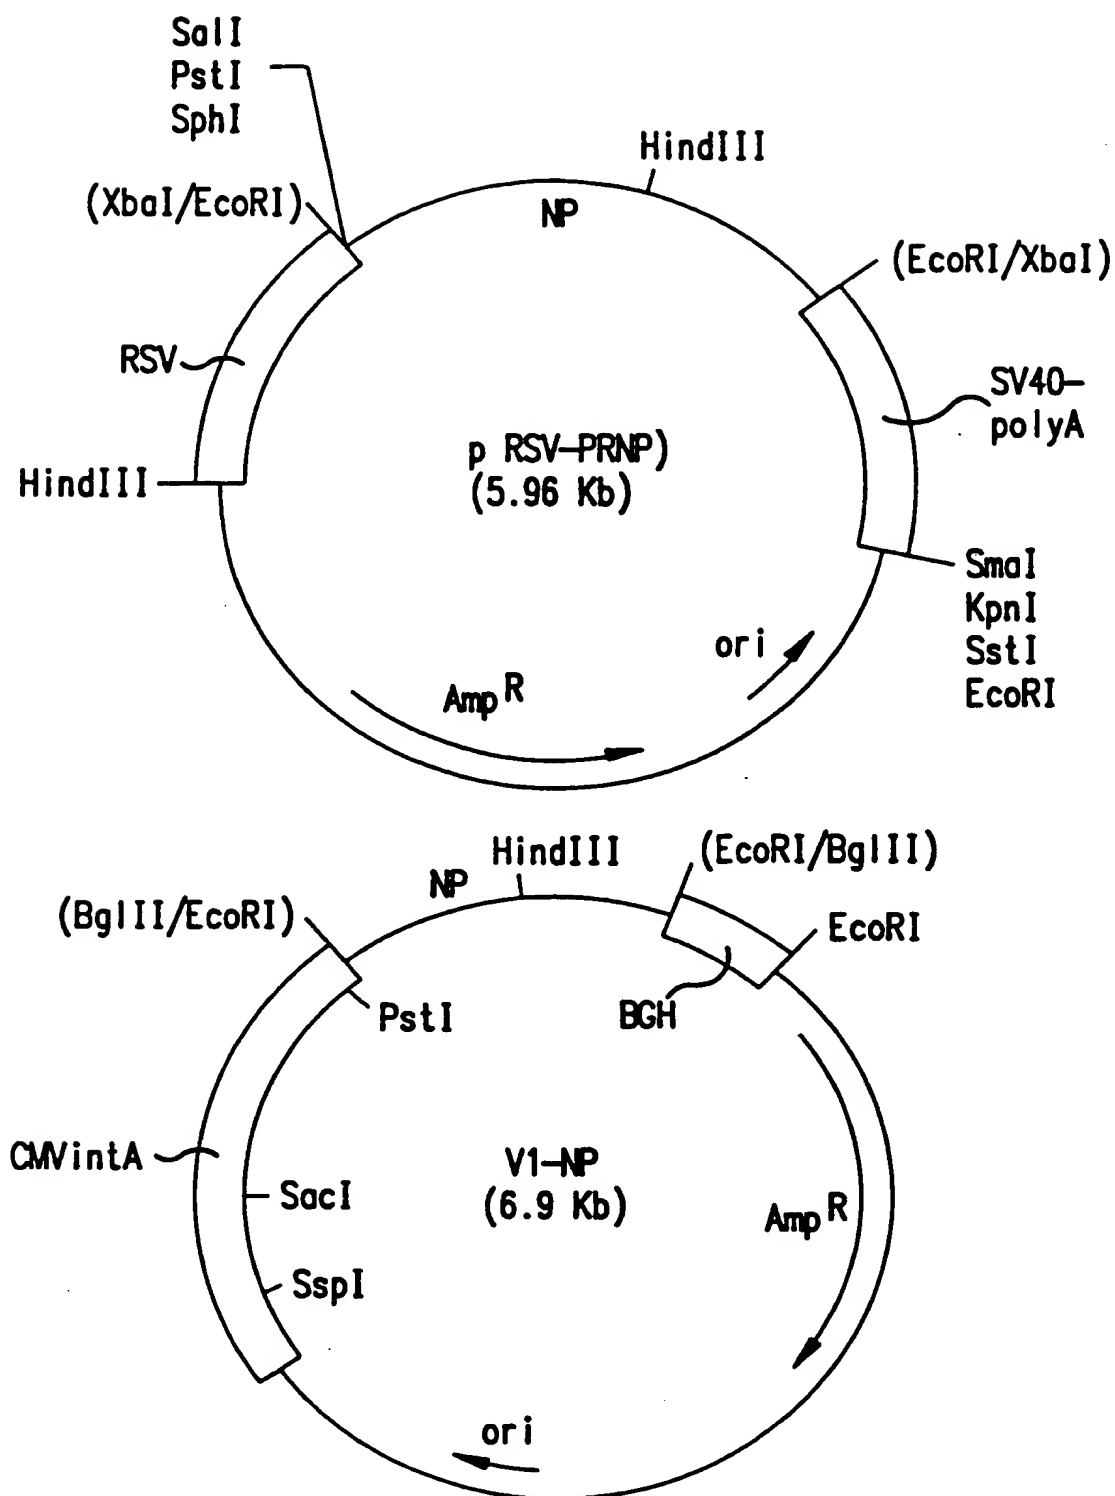 SalI
PstI
SphI
HindIII
(XbaI/EcoRI)
NP
(EcoRI/XbaI)
RSV
SV40-
polyA
p RSV-PRNP)
(5.96 Kb)
HindIII
SmaI
KpnI
SstI
EcoRI
ori
Amp R
HindIII
(EcoRI/BglII)
NP
(BglII/EcoRI)
EcoRI
PstI
BGH
CMVintA
V1-NP
(6.9 Kb)
SacI
Amp R
SspI
ori